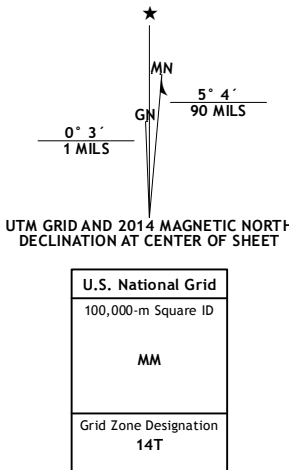 ★
MN
GN
5° 4´
90 MILS
0° 3´
1 MILS
UTM GRID AND 2014 MAGNETIC NORTH
DECLINATION AT CENTER OF SHEET
U.S. National Grid
100,000-m Square ID
MM
Grid Zone Designation
14T